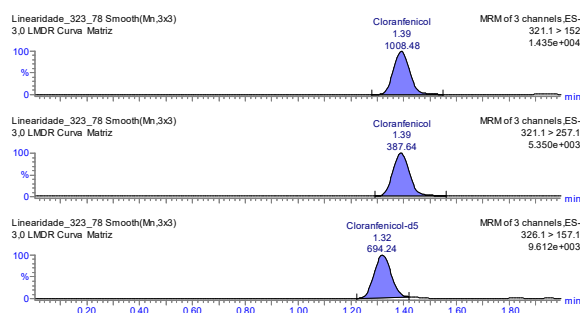 Linearidade_323_78 Smooth(Mn,3x3)
3,0 LMDR Curva Matriz
Cloranfenicol
1.39
1008.48
MRM of 3 channels,ES-
321.1 > 152
1.435e+004
100
%
0
min
Linearidade_323_78 Smooth(Mn,3x3)
3,0 LMDR Curva Matriz
Cloranfenicol
1.39
387.64
MRM of 3 channels,ES-
321.1 > 257.1
5.350e+003
100
%
0
min
Linearidade_323_78 Smooth(Mn,3x3)
3,0 LMDR Curva Matriz
Cloranfenicol-d5
1.32
694.24
MRM of 3 channels,ES-
326.1 > 157.1
9.612e+003
100
%
0
min
0.20 0.40 0.60 0.80 1.00 1.20 1.40 1.60 1.80